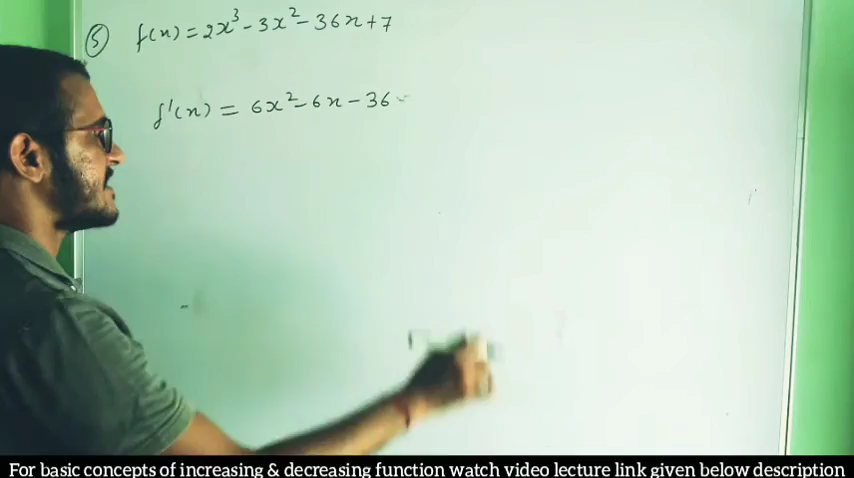 ⑤ f(x) = 2x³ - 3x² - 36x + 7
f'(x) = 6x² - 6x - 36
For basic concepts of increasing & decreasing function watch video lecture link given below description